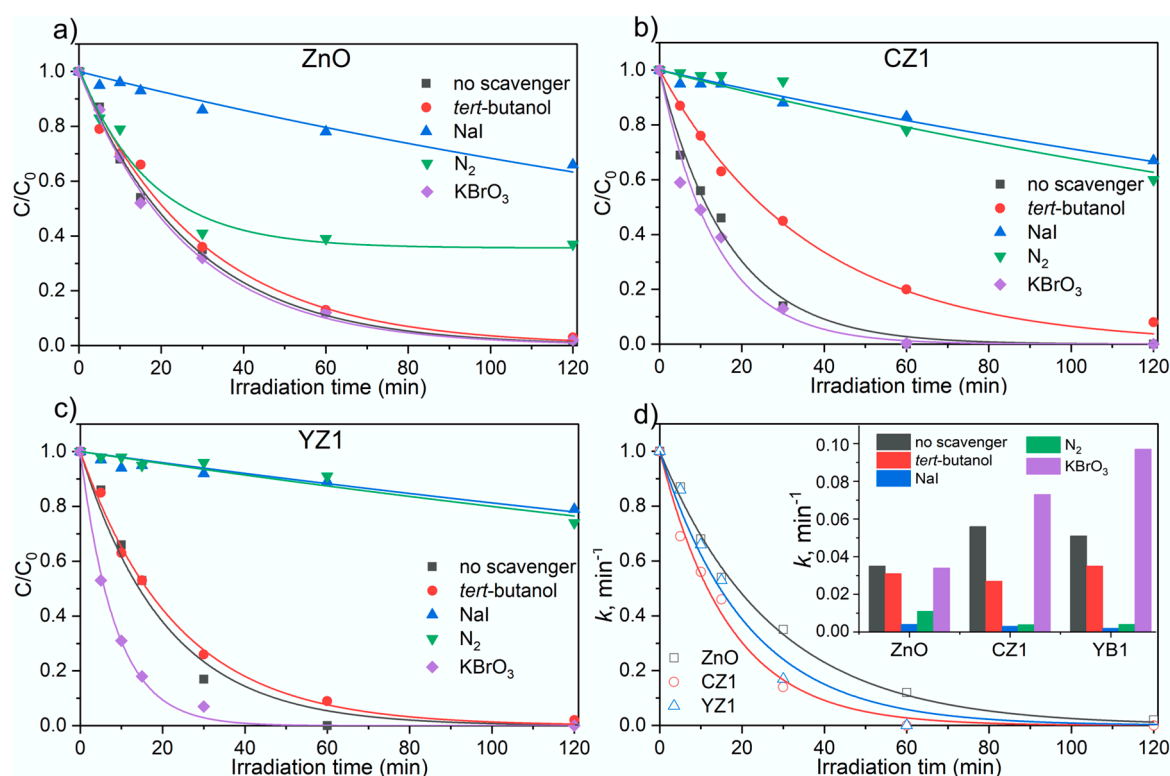 a)
ZnO
no scavenger
tert-butanol
NaI
N₂
KBrO₃
C/C₀
1.0
0.8
0.6
0.4
0.2
0.0
0 20 40 60 80 100 120
Irradiation time (min)
b)
CZ1
no scavenger
tert-butanol
NaI
N₂
KBrO₃
C/C₀
1.0
0.8
0.6
0.4
0.2
0.0
0 20 40 60 80 100 120
Irradiation time (min)
c)
YZ1
no scavenger
tert-butanol
NaI
N₂
KBrO₃
C/C₀
1.0
0.8
0.6
0.4
0.2
0.0
0 20 40 60 80 100 120
Irradiation time (min)
d)
k, min⁻¹
1.0
0.8
0.6
0.4
0.2
0.0
0 20 40 60 80 100 120
Irradiation tim (min)
ZnO
CZ1
YZ1
no scavenger
tert-butanol
NaI
N₂
KBrO₃
k, min⁻¹
0.10
0.08
0.06
0.04
0.02
0.00
ZnO CZ1 YB1